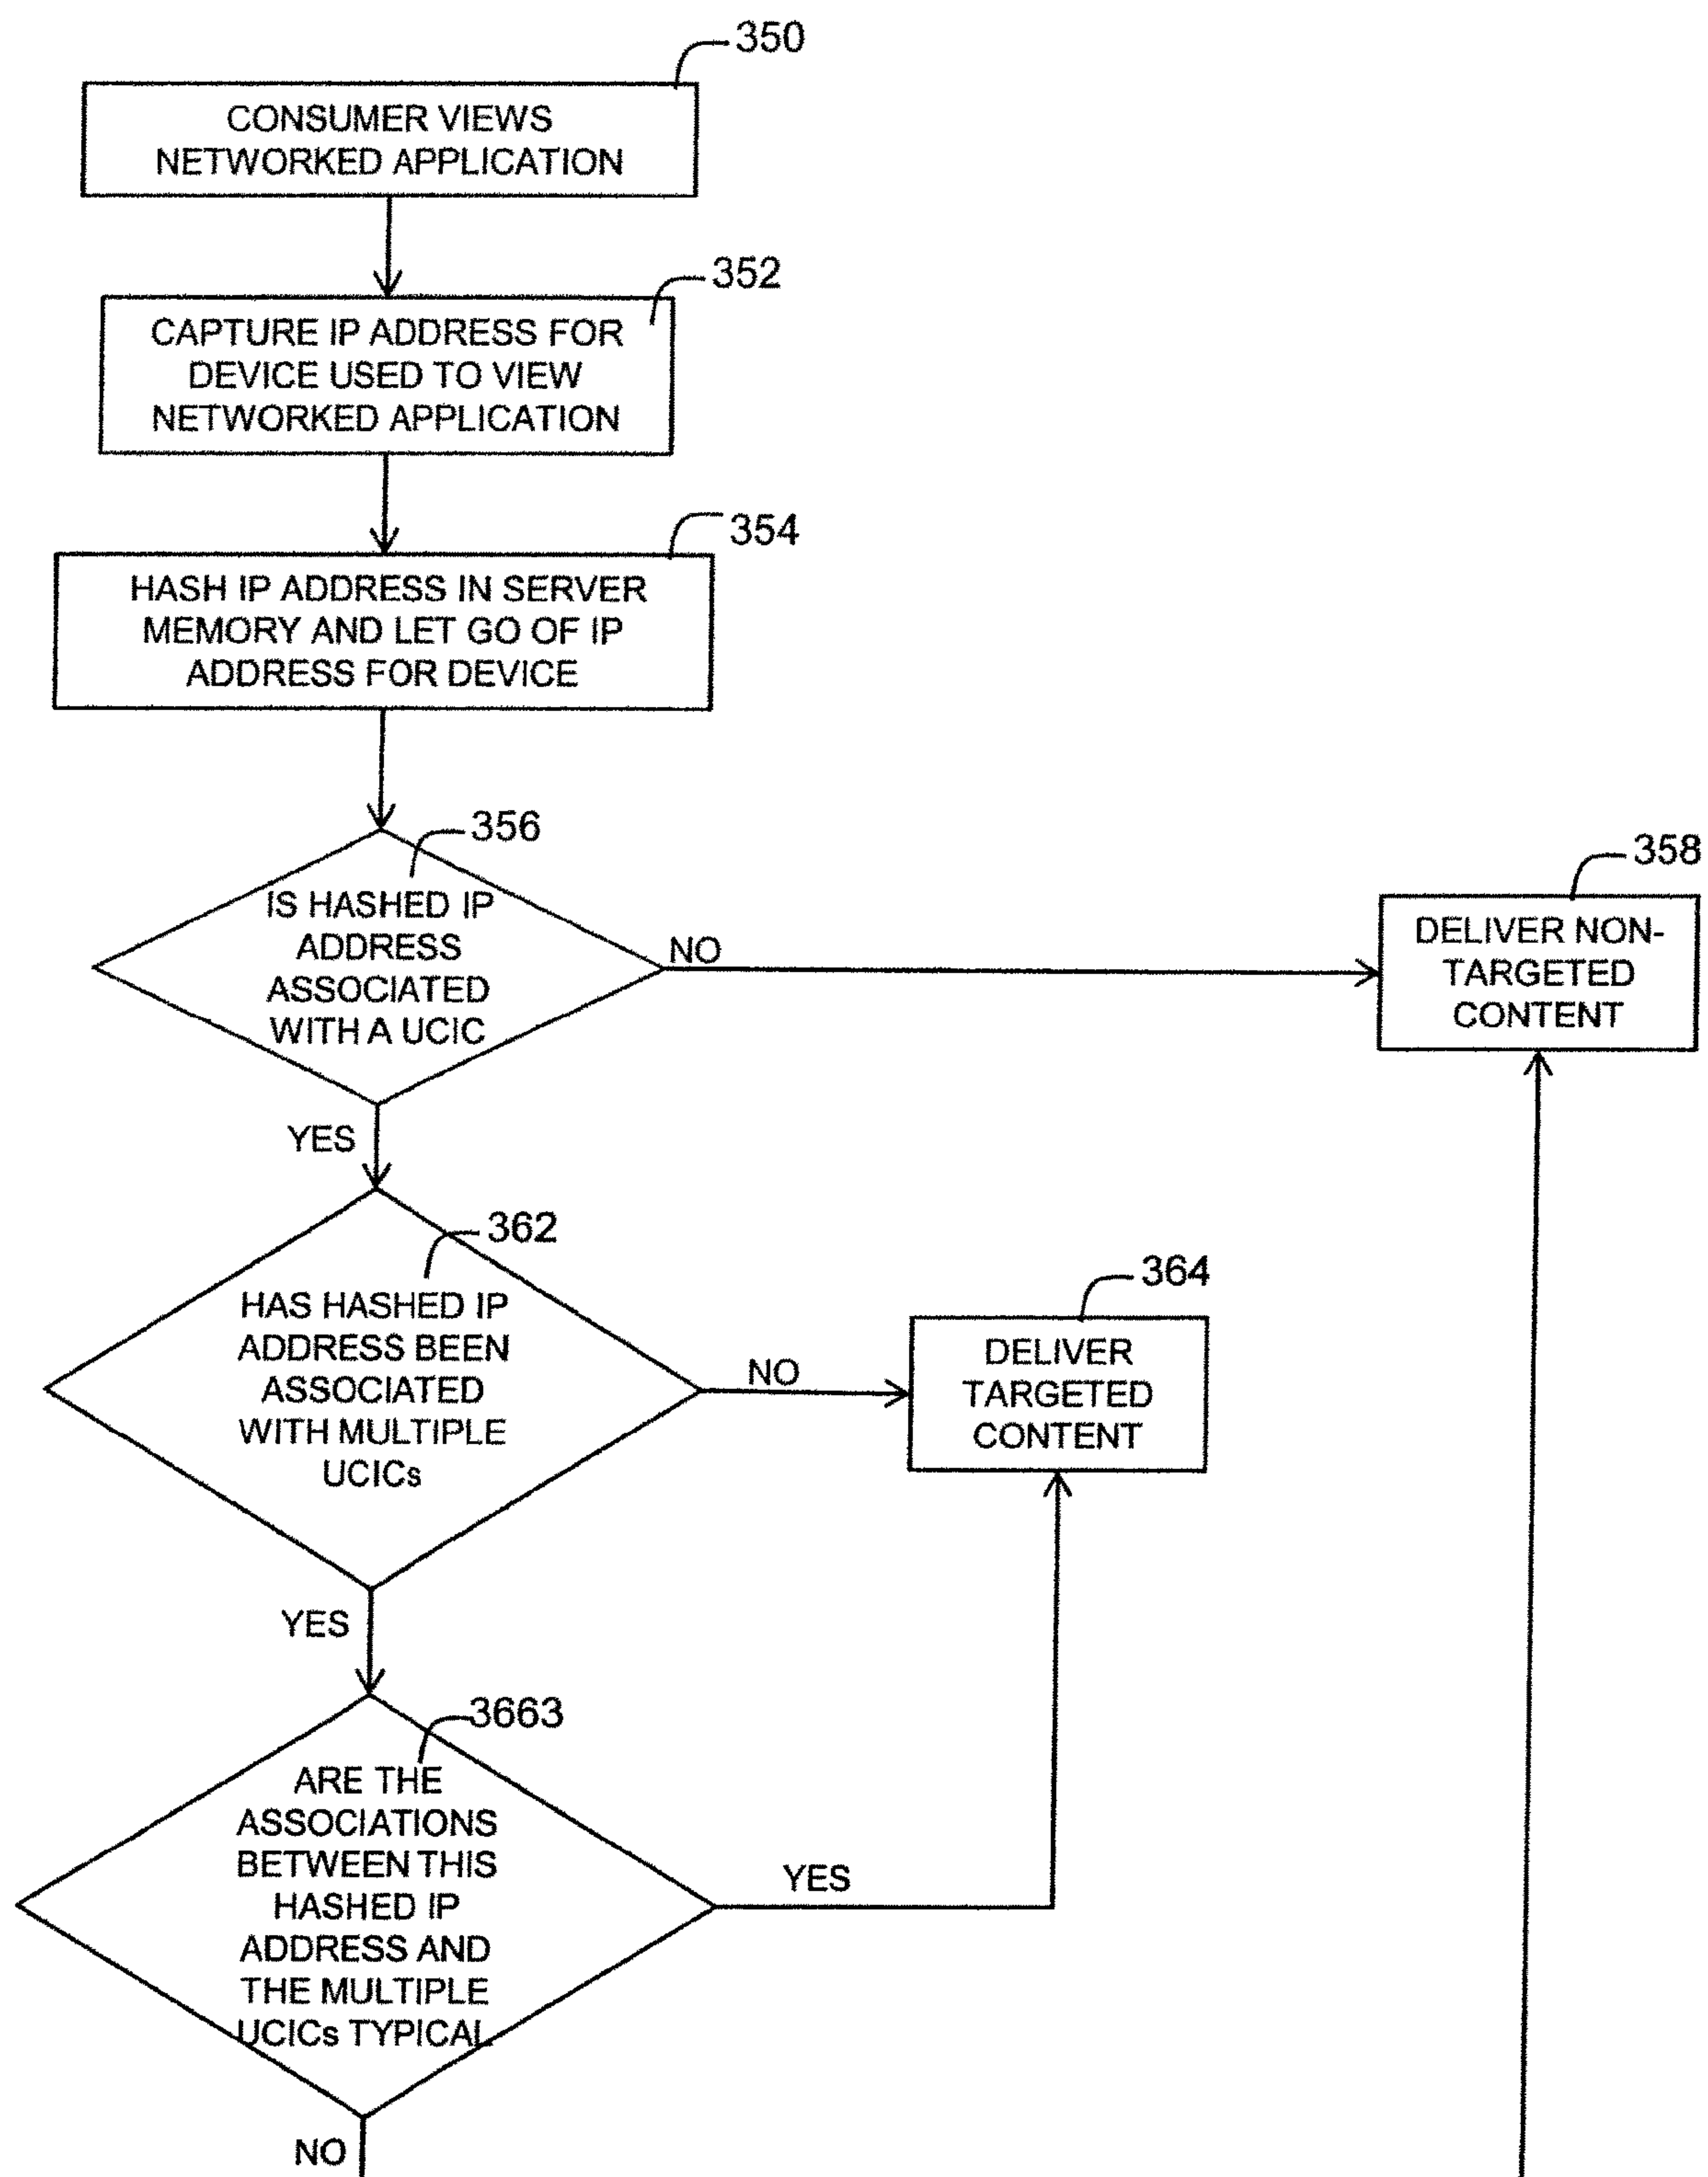 350
CONSUMER VIEWS
NETWORKED APPLICATION
352
CAPTURE IP ADDRESS FOR
DEVICE USED TO VIEW
NETWORKED APPLICATION
354
HASH IP ADDRESS IN SERVER
MEMORY AND LET GO OF IP
ADDRESS FOR DEVICE
356
IS HASHED IP
ADDRESS
ASSOCIATED
WITH A UCIC
NO
358
DELIVER NON-
TARGETED
CONTENT
YES
362
HAS HASHED IP
ADDRESS BEEN
ASSOCIATED
WITH MULTIPLE
UCICs
NO
364
DELIVER
TARGETED
CONTENT
YES
3663
ARE THE
ASSOCIATIONS
BETWEEN THIS
HASHED IP
ADDRESS AND
THE MULTIPLE
UCICs TYPICAL
YES
NO